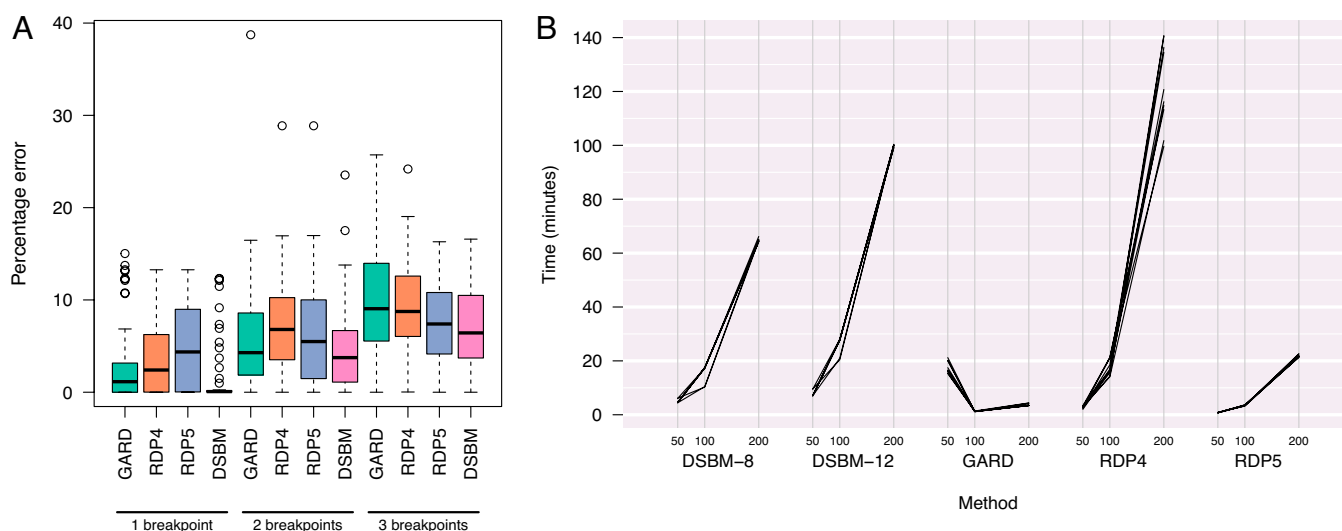 A
Percentage error
40
30
20
10
0
GARD
RDP4
RDP5
DSBM
GARD
RDP4
RDP5
DSBM
GARD
RDP4
RDP5
DSBM
1 breakpoint
2 breakpoints
3 breakpoints
B
Time (minutes)
140
120
100
80
60
40
20
0
50 100 200
50 100 200
50 100 200
50 100 200
50 100 200
DSBM-8
DSBM-12
GARD
RDP4
RDP5
Method